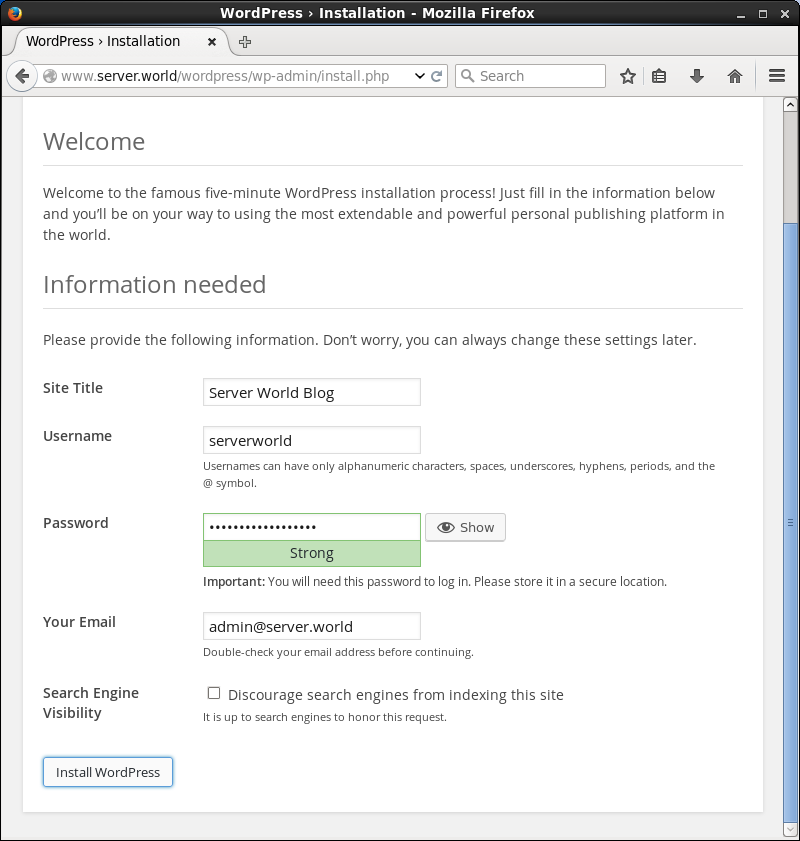 WordPress › Installation - Mozilla Firefox
WordPress › Installation
www.server.world/wordpress/wp-admin/install.php
Search
Welcome
Welcome to the famous five-minute WordPress installation process! Just fill in the information below
and you’ll be on your way to using the most extendable and powerful personal publishing platform in
the world.
Information needed
Please provide the following information. Don’t worry, you can always change these settings later.
Site Title
Server World Blog
Username
serverworld
Usernames can have only alphanumeric characters, spaces, underscores, hyphens, periods, and the
@ symbol.
Password
••••••••••••••••••
Show
Strong
Important: You will need this password to log in. Please store it in a secure location.
Your Email
admin@server.world
Double-check your email address before continuing.
Search Engine
Visibility
Discourage search engines from indexing this site
It is up to search engines to honor this request.
Install WordPress